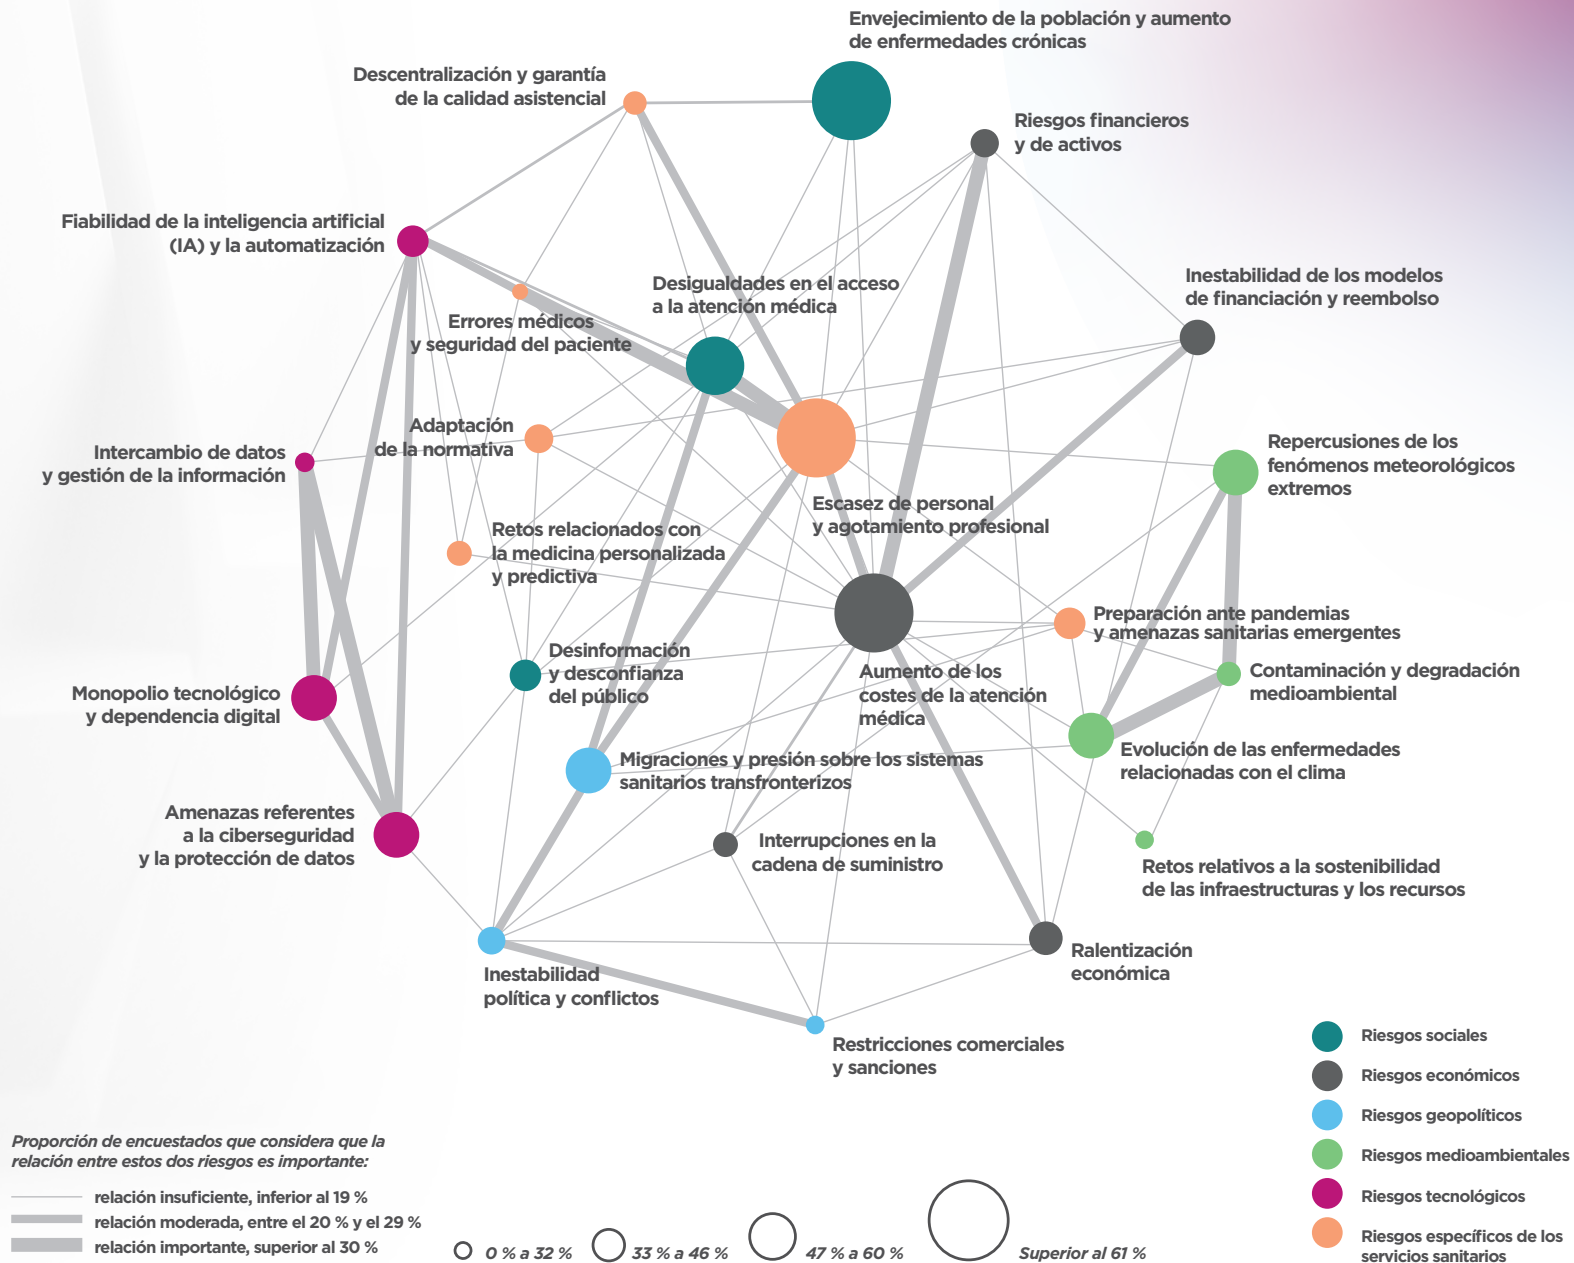 Envejecimiento de la población y aumento
de enfermedades crónicas
Descentralización y garantía
de la calidad asistencial
Riesgos financieros
y de activos
Fiabilidad de la inteligencia artificial
(IA) y la automatización
Desigualdades en el acceso
a la atención médica
Inestabilidad de los modelos
de financiación y reembolso
Errores médicos
y seguridad del paciente
Adaptación
de la normativa
Intercambio de datos
y gestión de la información
Repercusiones de los
fenómenos meteorológicos
extremos
Escasez de personal
y agotamiento profesional
Retos relacionados con
la medicina personalizada
y predictiva
Preparación ante pandemias
y amenazas sanitarias emergentes
Desinformación
y desconfianza
del público
Aumento de los
costes de la atención
médica
Contaminación y degradación
medioambiental
Monopolio tecnológico
y dependencia digital
Evolución de las enfermedades
relacionadas con el clima
Migraciones y presión sobre los sistemas
sanitarios transfronterizos
Amenazas referentes
a la ciberseguridad
y la protección de datos
Interrupciones en la
cadena de suministro
Retos relativos a la sostenibilidad
de las infraestructuras y los recursos
Inestabilidad
política y conflictos
Ralentización
económica
Restricciones comerciales
y sanciones
Riesgos sociales
Riesgos económicos
Riesgos geopolíticos
Riesgos medioambientales
Riesgos tecnológicos
Riesgos específicos de los
servicios sanitarios
Proporción de encuestados que considera que la
relación entre estos dos riesgos es importante:
relación insuficiente, inferior al 19 %
relación moderada, entre el 20 % y el 29 %
relación importante, superior al 30 %
0 % a 32 %
33 % a 46 %
47 % a 60 %
Superior al 61 %